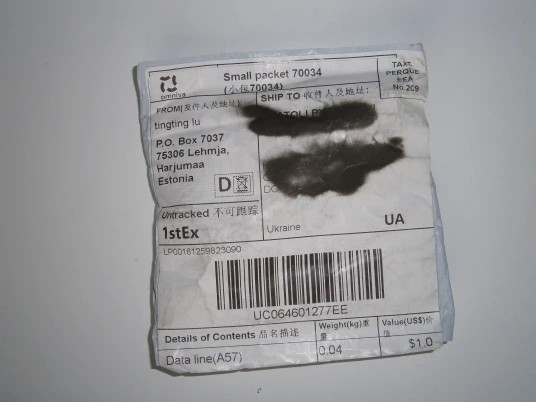 omniva
Small packet 70034
(小包70034)
TAXE
PERQUE
EEA
No.209
FROM(发件人及地址):
tingting lu
P.O. Box 7037
75306 Lehmja,
Harjumaa
Estonia
D
SHIP TO 收件人及地址:
Ukraine
UA
Untracked 不可跟踪
1stEx
LP00161259823090
UC064601277EE
Details of Contents 品名描述
Weight(kg)重
量
Value(US$)价
值
Data line(A57)
0.04
$1.0